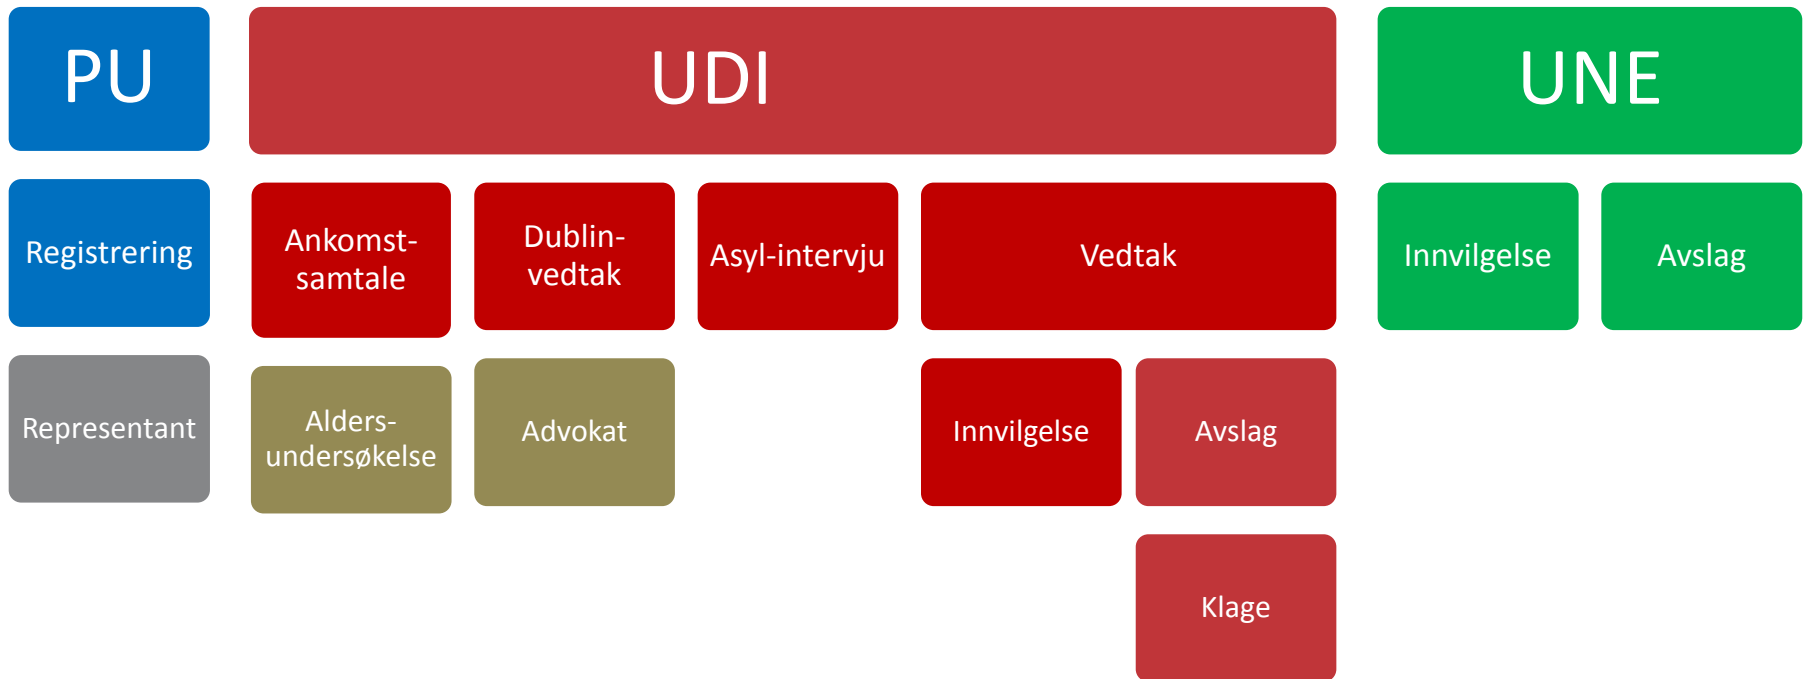 PU
UDI
UNE
Registrering
Ankomst-
samtale
Dublin-
vedtak
Asyl-intervju
Vedtak
Innvilgelse
Avslag
Representant
Alders-
undersøkelse
Advokat
Innvilgelse
Avslag
Klage